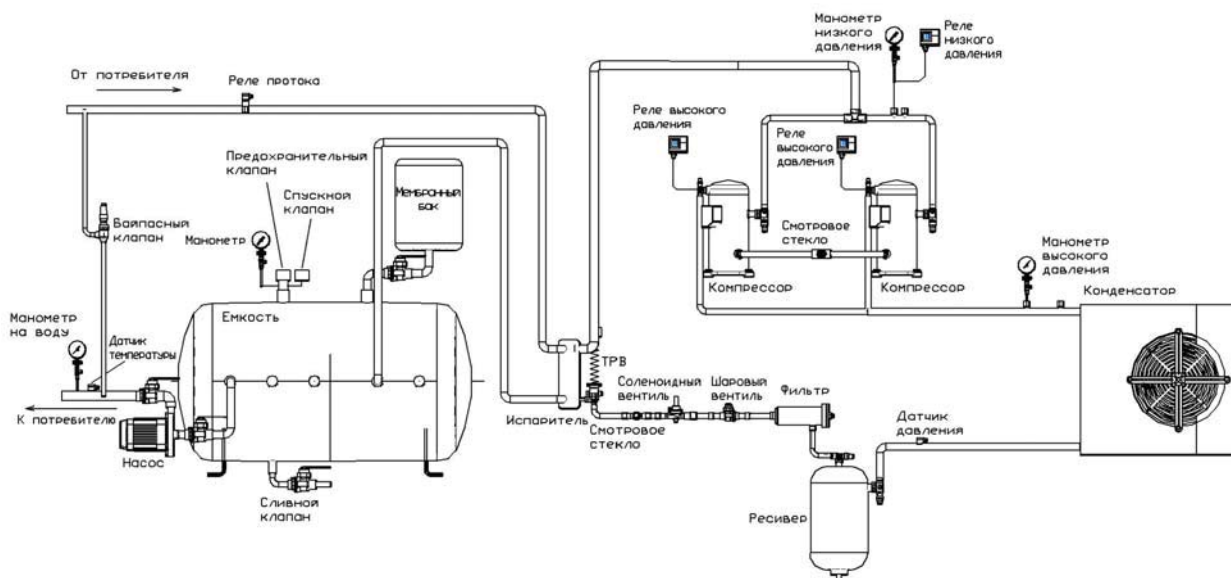 От потребителя
Реле протока
Манометр
низкого
давления
Реле
низкого
давления
Реле высокого
давления
Реле
высокого
давления
Предохранительный
клапан
Спускной
клапан
Мембранный
бак
Байпасный
клапан
Манометр
Смотровое
стекло
Манометр
высокого
давления
Компрессор
Компрессор
Конденсатор
Емкость
Манометр
на воду
Датчик
температуры
ТРВ
Соленоидный
вентиль
Шаровый
вентиль
Фильтр
К потребителю
Испаритель
Смотровое
стекло
Датчик
давления
Насос
Сливной
клапан
Ресивер